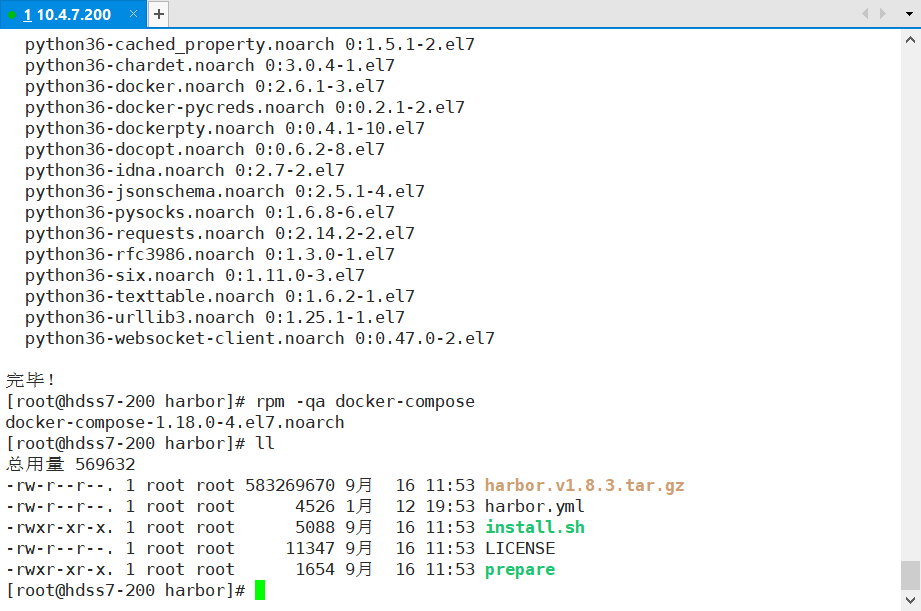 1 10.4.7.200 × +
python36-cached_property.noarch 0:1.5.1-2.el7
python36-chardet.noarch 0:3.0.4-1.el7
python36-docker.noarch 0:2.6.1-3.el7
python36-docker-pycreds.noarch 0:0.2.1-2.el7
python36-dockerpty.noarch 0:0.4.1-10.el7
python36-docopt.noarch 0:0.6.2-8.el7
python36-idna.noarch 0:2.7-2.el7
python36-jsonschema.noarch 0:2.5.1-4.el7
python36-pysocks.noarch 0:1.6.8-6.el7
python36-requests.noarch 0:2.14.2-2.el7
python36-rfc3986.noarch 0:1.3.0-1.el7
python36-six.noarch 0:1.11.0-3.el7
python36-texttable.noarch 0:1.6.2-1.el7
python36-urllib3.noarch 0:1.25.1-1.el7
python36-websocket-client.noarch 0:0.47.0-2.el7
完毕！
[root@hdss7-200 harbor]# rpm -qa docker-compose
docker-compose-1.18.0-4.el7.noarch
[root@hdss7-200 harbor]# ll
总用量 569632
-rw-r--r--. 1 root root 583269670 9月  16 11:53 harbor.v1.8.3.tar.gz
-rw-r--r--. 1 root root      4526 1月  12 19:53 harbor.yml
-rwxr-xr-x. 1 root root      5088 9月  16 11:53 install.sh
-rw-r--r--. 1 root root     11347 9月  16 11:53 LICENSE
-rwxr-xr-x. 1 root root      1654 9月  16 11:53 prepare
[root@hdss7-200 harbor]#